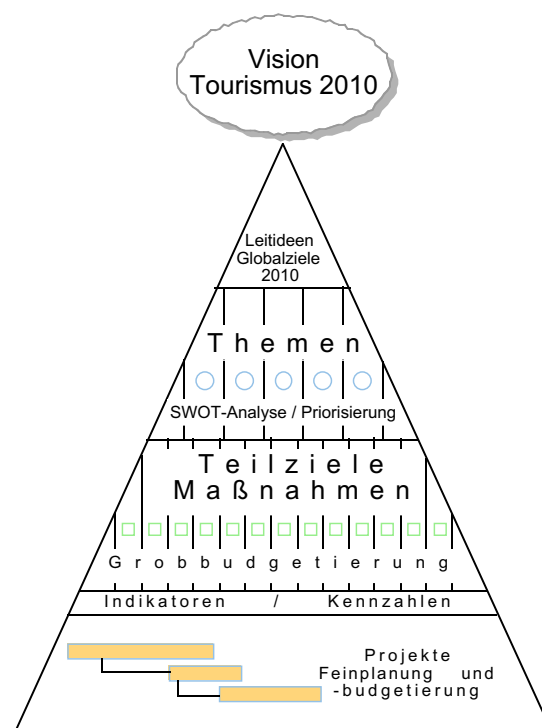 Vision
Tourismus 2010
Leitideen
Globalziele
2010
Themen
SWOT-Analyse / Priorisierung
Teilziele
Maßnahmen
Grobbudgetierung
Indikatoren / Kennzahlen
Projekte
Feinplanung und
-budgetierung